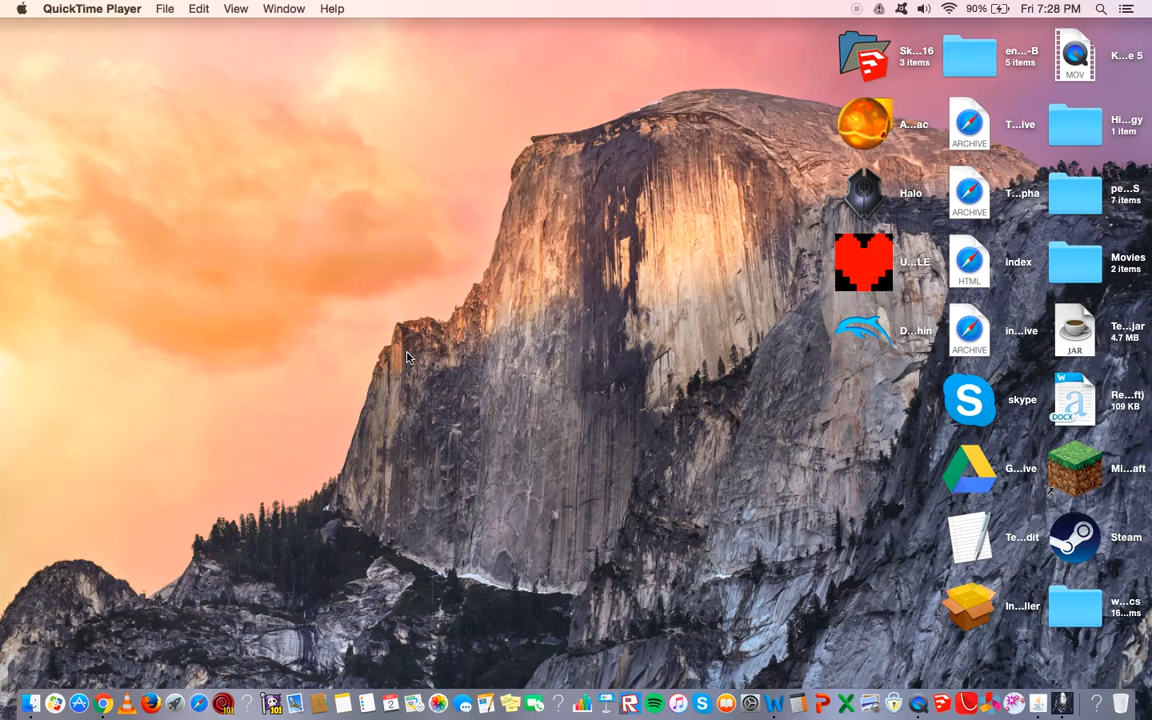 QuickTime Player File Edit View Window Help 90% Fri 7:28 PM
Sk...16
3 items
en...-B
5 items
K...e 5
MOV
A...ac
T...ive
ARCHIVE
Hi...gy
1 item
Halo
T...pha
ARCHIVE
pe...S
7 items
U...LE
index
HTML
Movies
2 items
D...hin
in...ive
ARCHIVE
Te...jar
4.7 MB
JAR
skype
Re...ft)
109 KB
DOCX
G...ive
Mi...aft
Te...dit
Steam
In...ller
w...cs
16...ms